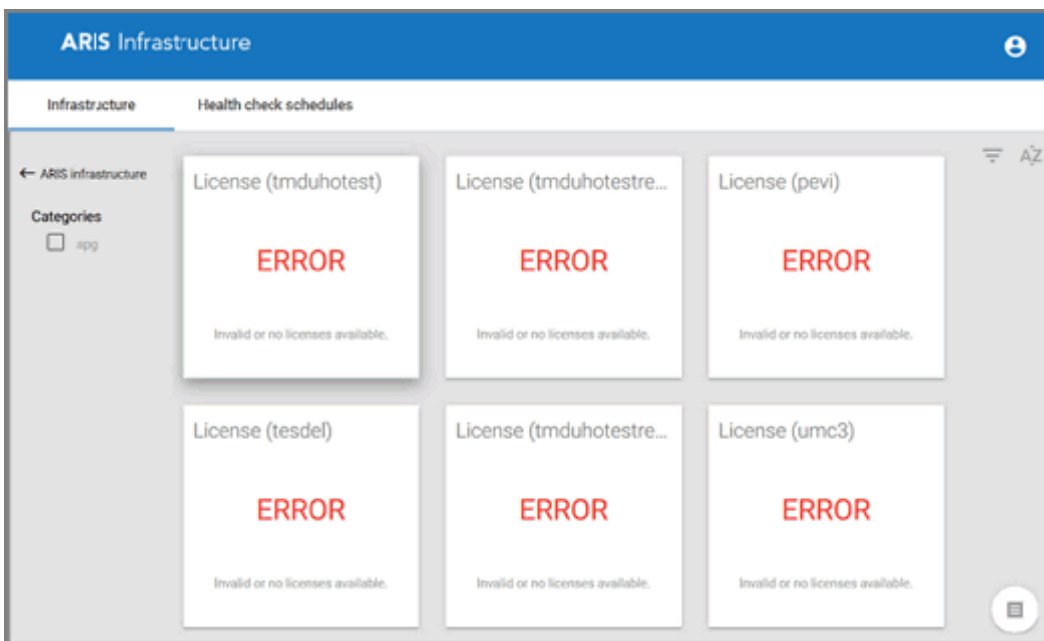 ARIS Infrastructure
Infrastructure
Health check schedules
← ARIS infrastructure
Categories
apg
AZ
License (tmduhotest)
ERROR
Invalid or no licenses available.
License (tmduhotestre...
ERROR
Invalid or no licenses available.
License (pevi)
ERROR
Invalid or no licenses available.
License (tesdel)
ERROR
Invalid or no licenses available.
License (tmduhotestre...
ERROR
Invalid or no licenses available.
License (umc3)
ERROR
Invalid or no licenses available.